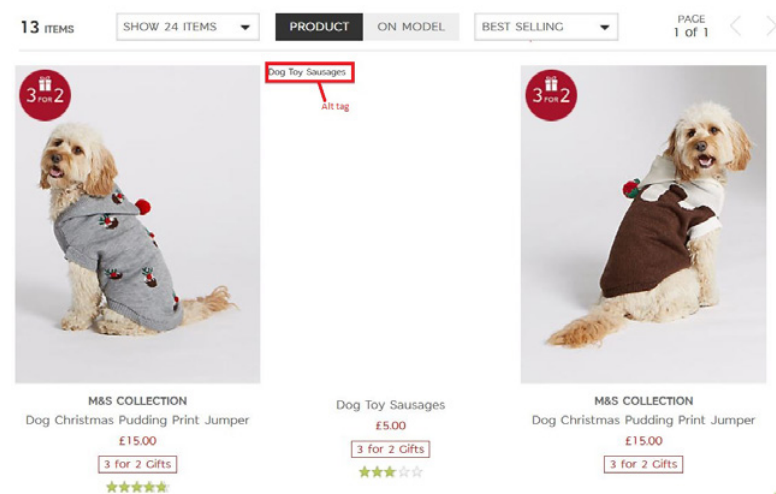 13 ITEMS
SHOW 24 ITEMS
PRODUCT
ON MODEL
BEST SELLING
PAGE
1 of 1
3 FOR 2
Dog Toy Sausages
Alt tag
3 FOR 2
M&S COLLECTION
Dog Christmas Pudding Print Jumper
£15.00
3 for 2 Gifts
Dog Toy Sausages
£5.00
3 for 2 Gifts
M&S COLLECTION
Dog Christmas Pudding Print Jumper
£15.00
3 for 2 Gifts